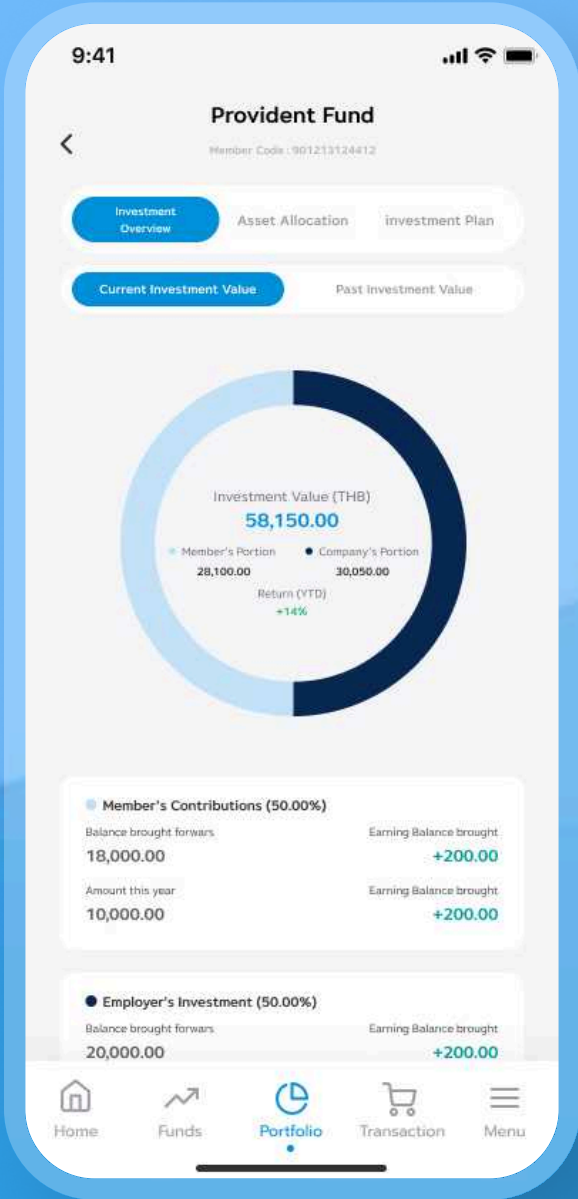 9:41
Provident Fund
Member Code : 901213124412
Investment
Overview
Asset Allocation
investment Plan
Current Investment Value
Past Investment Value
Investment Value (THB)
58,150.00
Member's Portion
Company's Portion
28,100.00
30,050.00
Return (YTD)
+14%
Member's Contributions (50.00%)
Balance brought forwars
Earning Balance brought
18,000.00
+200.00
Amount this year
Earning Balance brought
10,000.00
+200.00
Employer's Investment (50.00%)
Balance brought forwars
Earning Balance brought
20,000.00
+200.00
Home
Funds
Portfolio
Transaction
Menu